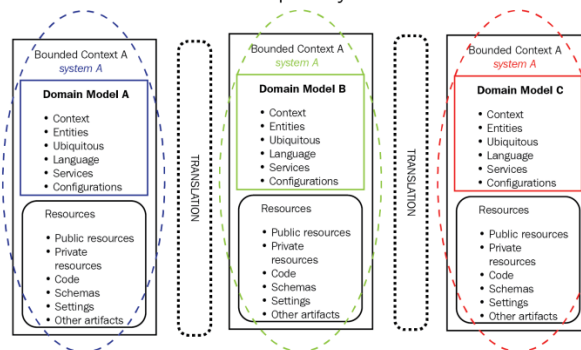 Bounded Context A
system A
Domain Model A
• Context
• Entities
• Ubiquitous
• Language
• Services
• Configurations
Resources
• Public resources
• Private
resources
• Code
• Schemas
• Settings
• Other artifacts
TRANSLATION
Bounded Context A
system A
Domain Model B
• Context
• Entities
• Ubiquitous
• Language
• Services
• Configurations
Resources
• Public resources
• Private
resources
• Code
• Schemas
• Settings
• Other artifacts
TRANSLATION
Bounded Context A
system A
Domain Model C
• Context
• Entities
• Ubiquitous
• Language
• Services
• Configurations
Resources
• Public resources
• Private
resources
• Code
• Schemas
• Settings
• Other artifacts